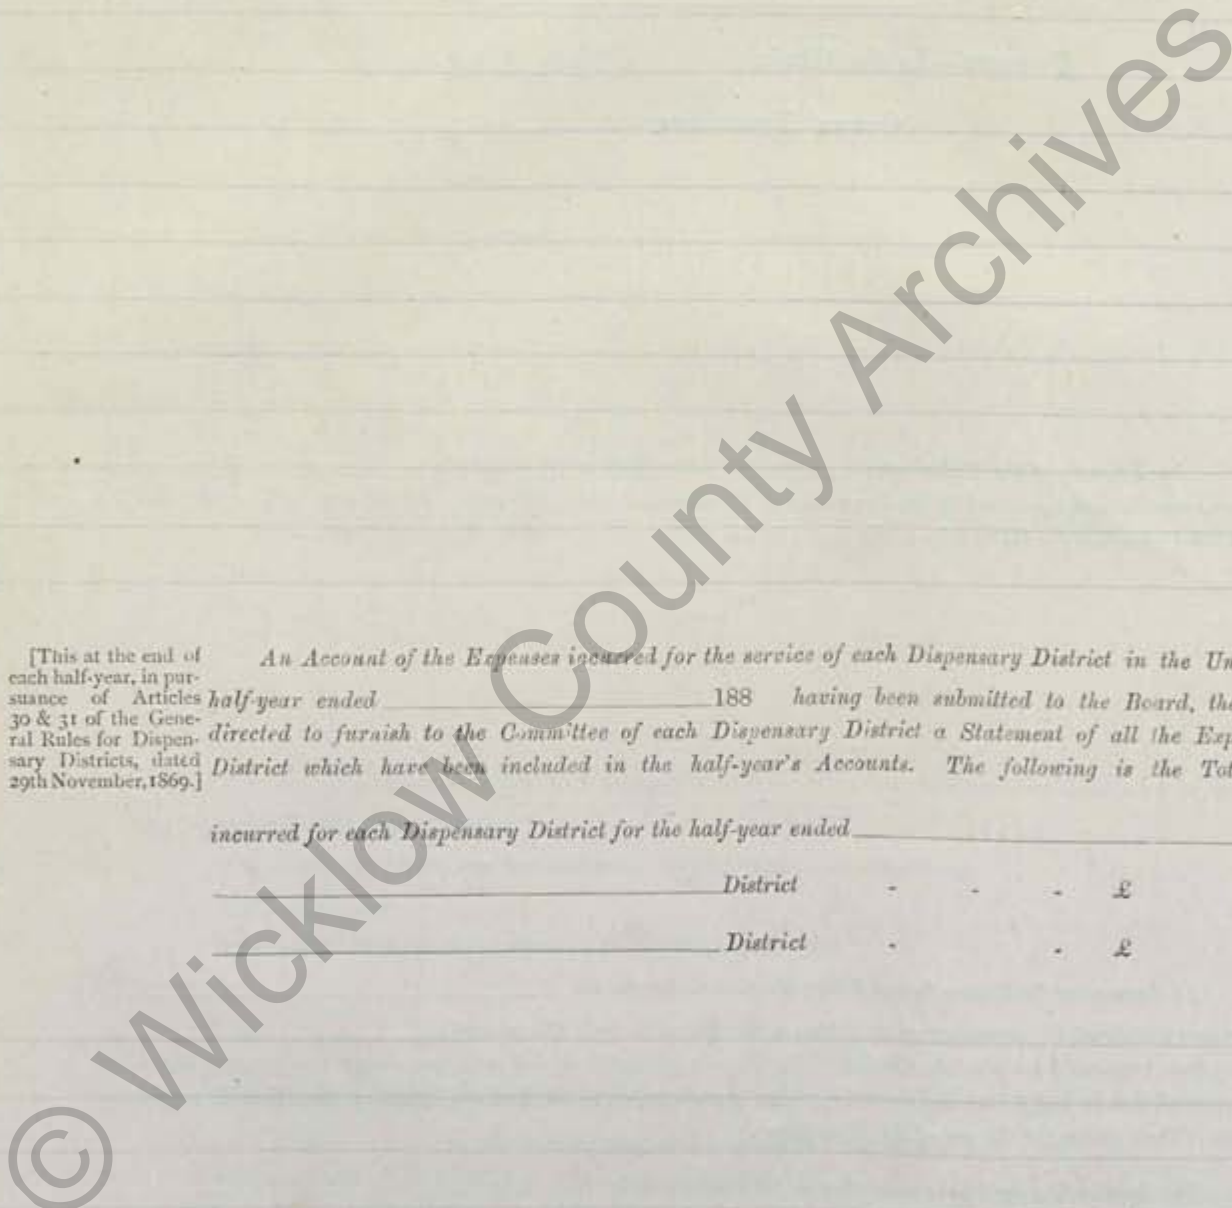 [This at the end of
each half-year, in pur-
suance of Articles
30 & 31 of the Gene-
ral Rules for Dispen-
sary Districts, dated
29th November, 1869.]
An Account of the Expenses incurred for the service of each Dispensary District in the Un
half-year ended 188 having been submitted to the Board, the
directed to furnish to the Committee of each Dispensary District a Statement of all the Exp
District which have been included in the half-year's Accounts. The following is the Tot
incurred for each Dispensary District for the half-year ended
District - - - £
District - - £
© Wicklow County Archives